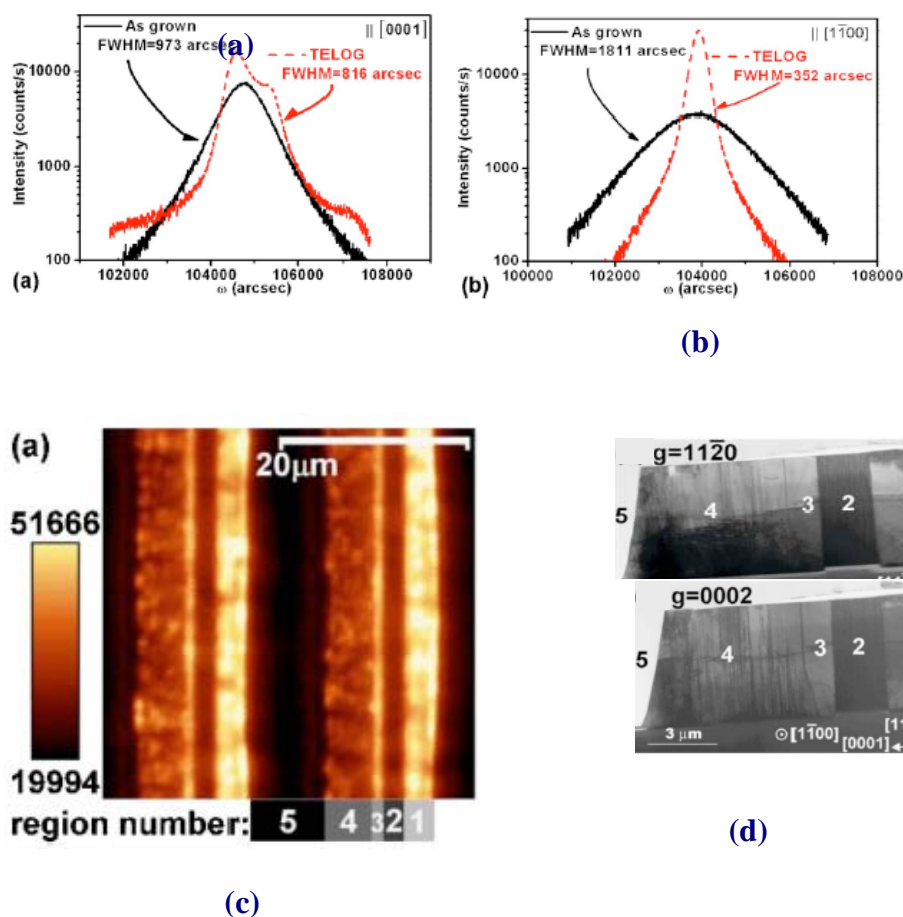 As grown
FWHM=973 arcsec
(a)
|| [0001]
TELOG
FWHM=816 arcsec
Intensity (counts/s)
10000
1000
100
102000 104000 106000 108000
(a)
ω (arcsec)
As grown
FWHM=1811 arcsec
|| [11̅00]
TELOG
FWHM=352 arcsec
Intensity (counts/s)
10000
1000
100
100000 102000 104000 106000 108000
(b)
ω (arcsec)
(b)
(a)
20μm
51666
19994
region number: 5 4 3 2 1
(c)
g=112̅0
5 4 3 2
g=0002
5 4 3 2
3 μm
⊙[11̅00]
[0001]
(d)